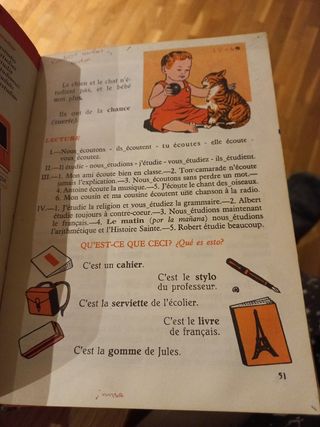 Le chien et le chat n'é-
tudient pas, et le bébé
non plus.
Ils ont de la chance
(suerte).
LECTURE
I.—Nous écoutons - ils écoutent - tu écoutes - elle écoute -
vous écoutez.
II.—Il étudie - nous étudions - j'étudie - vous étudiez - ils étudient.
III.—1. Mon ami écoute bien en classe.—2. Ton camarade n'écoute
jamais l'explication.—3. Nous écoutons sans perdre un mot.—
4. Antoine écoute la musique.—5. J'écoute le chant des oiseaux.
6. Mon cousin et ma cousine écoutent une chanson à la radio.
IV.—1. J'étudie la religion et vous étudiez la grammaire.—2. Albert
étudie toujours à contre-cœur.—3. Nous étudions maintenant
le français.—4. Le matin (por la mañana) nous étudions
l'arithmétique et l'Histoire Sainte.—5. Robert étudie beaucoup.
QU'EST-CE QUE CECI? ¿Qué es esto?
C'est un cahier.
C'est le stylo
du professeur.
C'est la serviette de l'écolier.
C'est le livre
de français.
C'est la gomme de Jules.
51